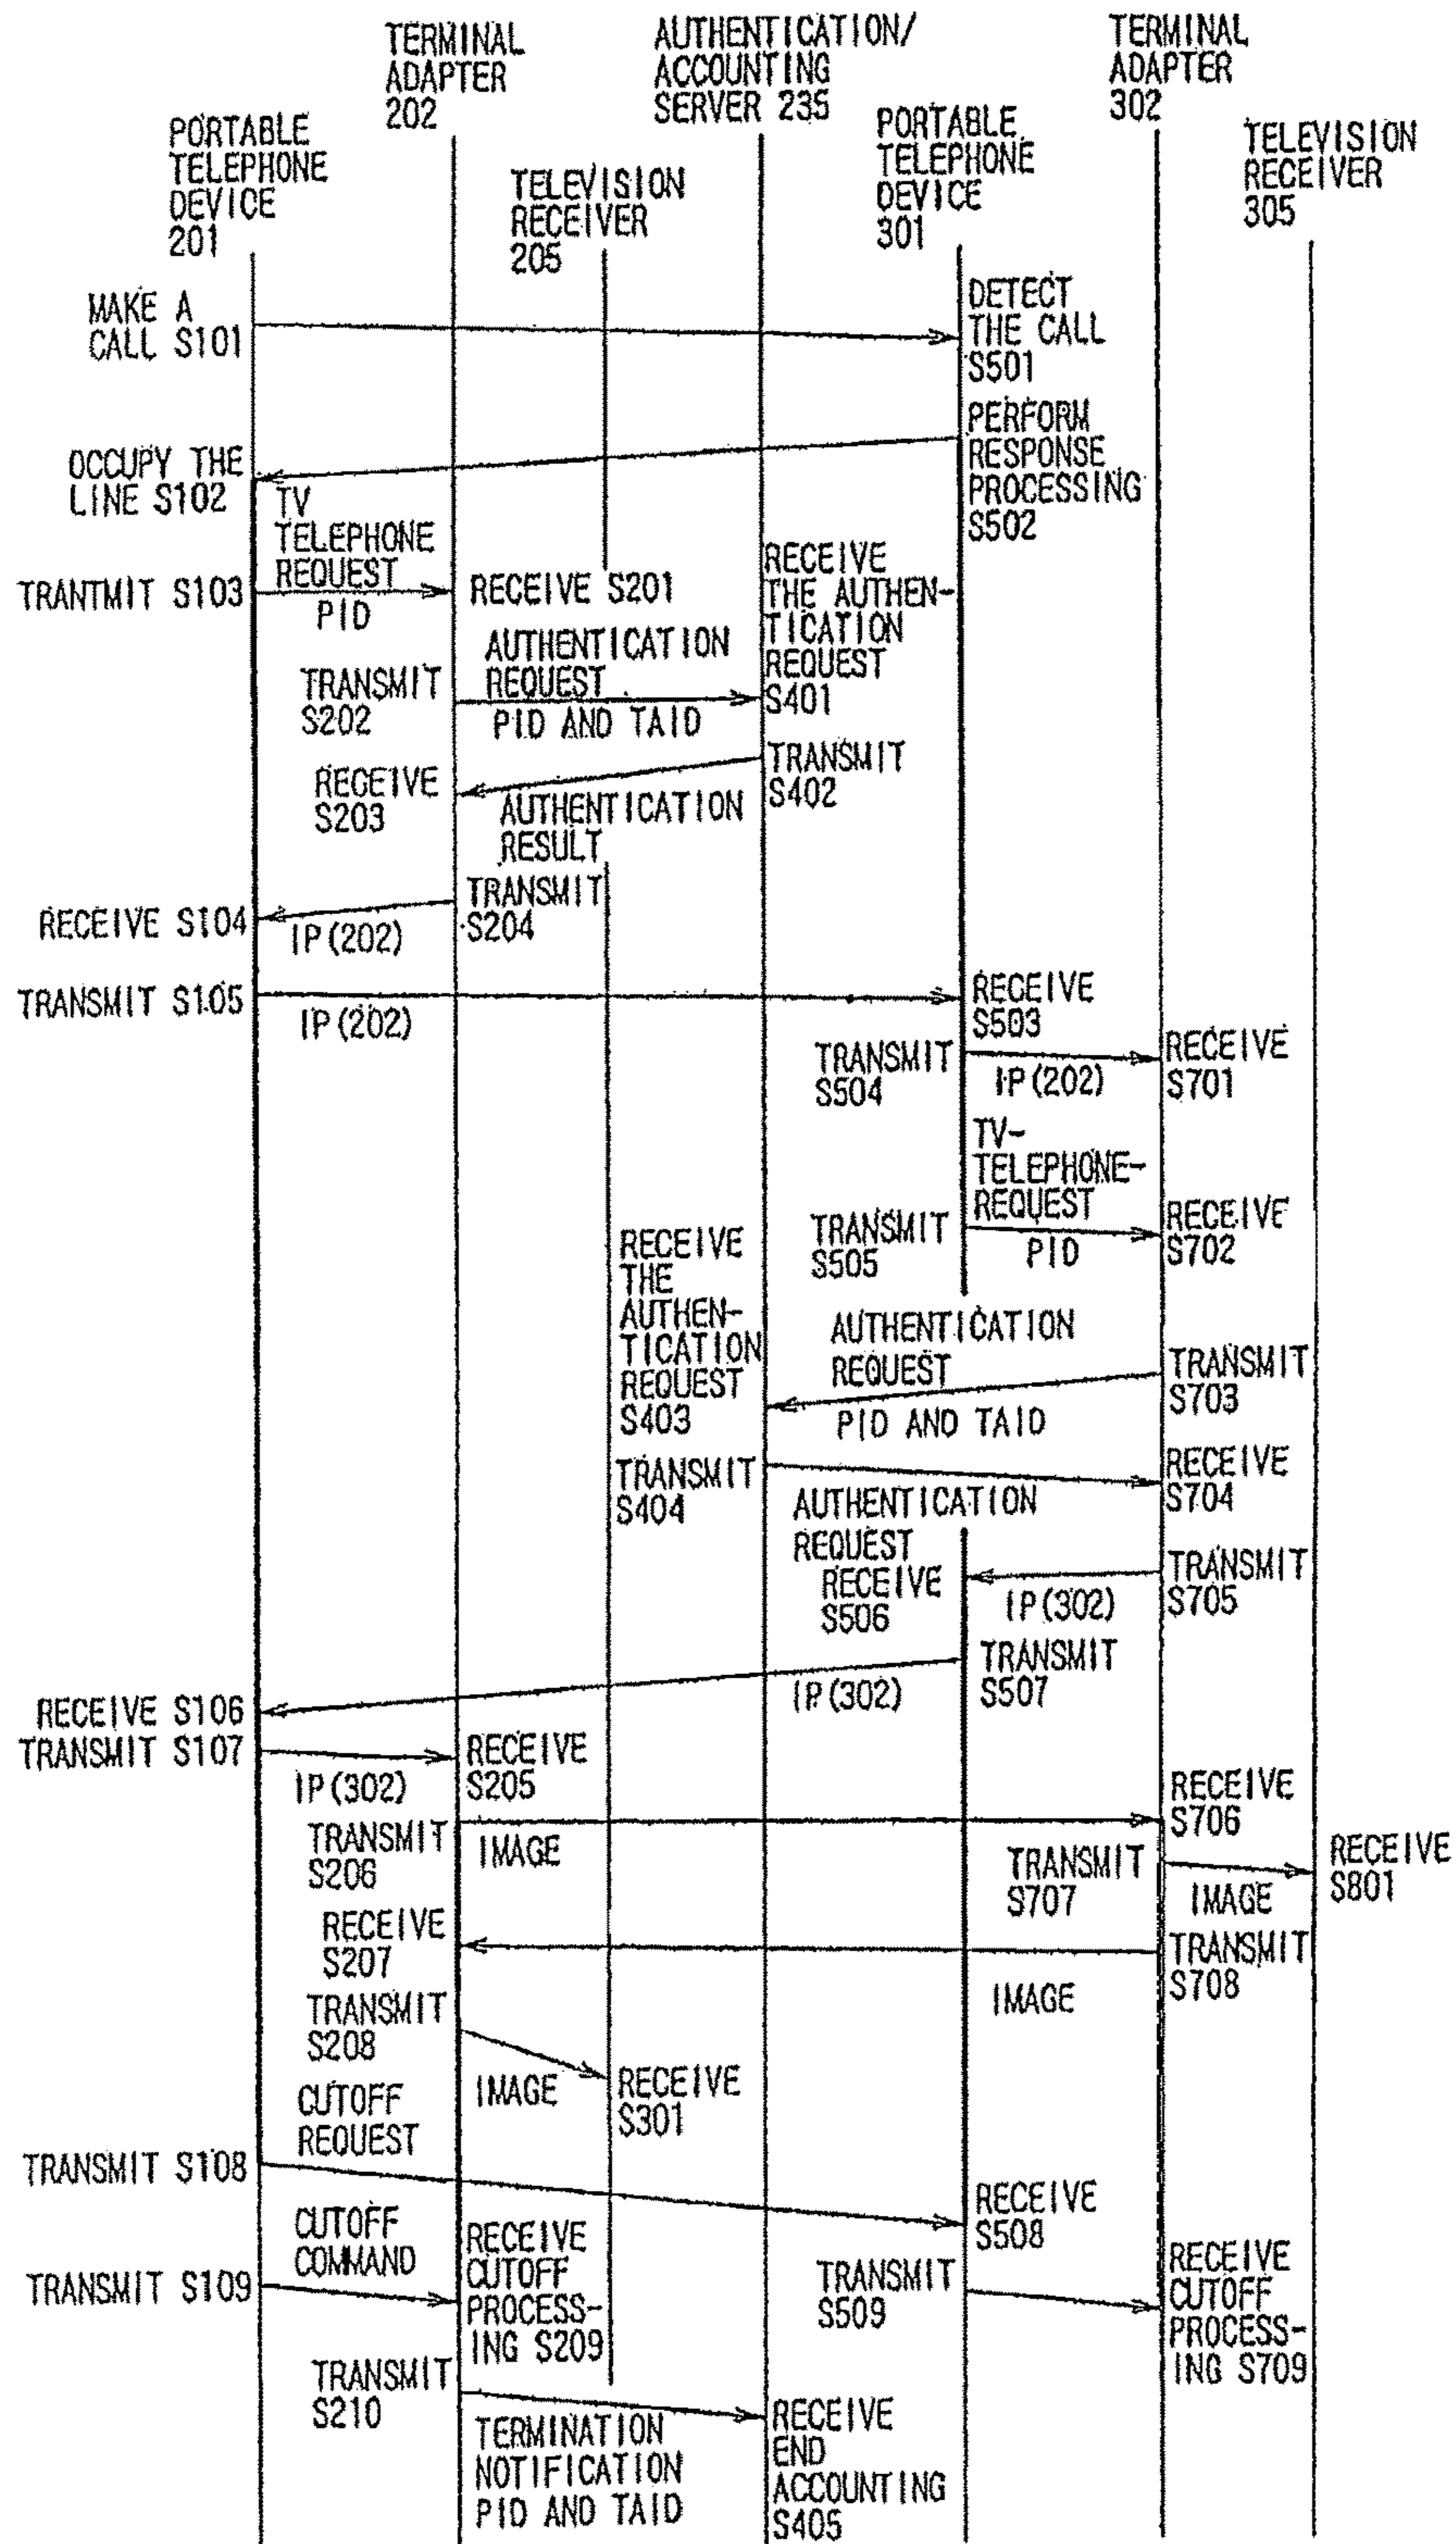 TERMINAL
ADAPTER
202
AUTHENTICATION/
ACCOUNTING
SERVER 235
TERMINAL
ADAPTER
302
PORTABLE
TELEPHONE
DEVICE
201
TELEVISION
RECEIVER
205
PORTABLE
TELEPHONE
DEVICE
301
TELEVISION
RECEIVER
305
MAKE A
CALL S101
DETECT
THE CALL
S501
PERFORM
RESPONSE
PROCESSING
S502
OCCUPY THE
LINE S102
TV
TELEPHONE
REQUEST
PID
TRANTMIT S103
RECEIVE S201
RECEIVE
THE AUTHEN-
TICATION
REQUEST
S401
AUTHENTICATION
REQUEST
PID AND TAID
TRANSMIT
S202
TRANSMIT
S402
RECEIVE
S203
AUTHENTICATION
RESULT
TRANSMIT
S204
RECEIVE S104
IP(202)
TRANSMIT S105
IP(202)
RECEIVE
S503
TRANSMIT
S504
IP(202)
RECEIVE
S701
TV-
TELEPHONE-
REQUEST
PID
TRANSMIT
S505
RECEIVE
S702
RECEIVE
THE
AUTHEN-
TICATION
REQUEST
S403
AUTHENTICATION
REQUEST
PID AND TAID
TRANSMIT
S703
TRANSMIT
S404
RECEIVE
S704
AUTHENTICATION
REQUEST
RECEIVE
S506
IP(302)
TRANSMIT
S705
TRANSMIT
S507
IP(302)
RECEIVE S106
TRANSMIT S107
IP(302)
RECEIVE
S205
TRANSMIT
S206
IMAGE
RECEIVE
S706
TRANSMIT
S707
IMAGE
RECEIVE
S801
RECEIVE
S207
TRANSMIT
S708
IMAGE
TRANSMIT
S208
IMAGE
RECEIVE
S301
CUTOFF
REQUEST
TRANSMIT S108
RECEIVE
S508
CUTOFF
COMMAND
TRANSMIT S109
RECEIVE
CUTOFF
PROCESS-
ING S209
TRANSMIT
S509
RECEIVE
CUTOFF
PROCESS-
ING S709
TRANSMIT
S210
TERMINATION
NOTIFICATION
PID AND TAID
RECEIVE
END
ACCOUNTING
S405